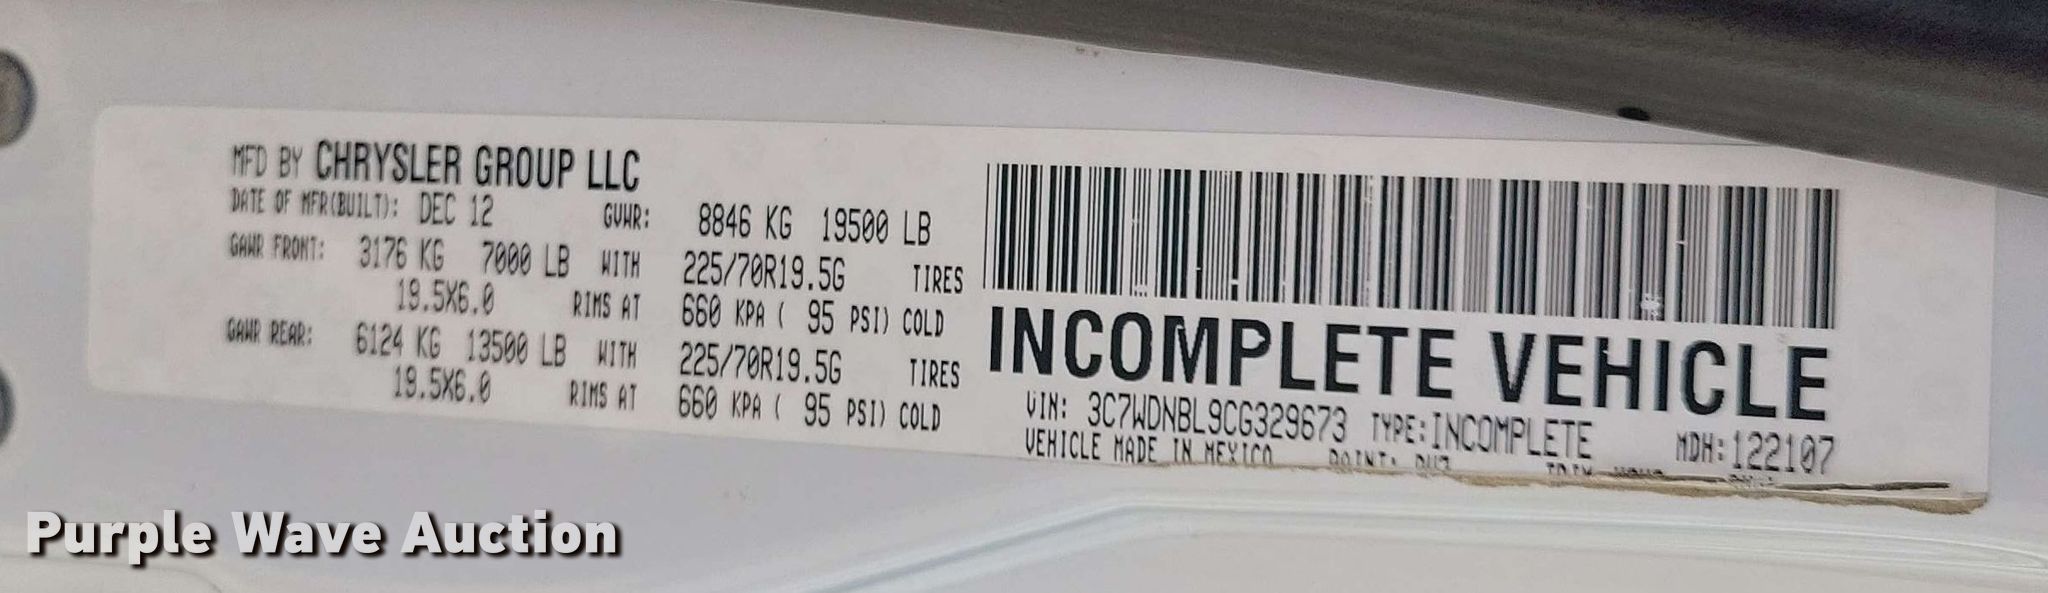 MFD BY CHRYSLER GROUP LLC
DATE OF MFR(BUILT): DEC 12 GVWR: 8846 KG 19500 LB
GAWR FRONT: 3176 KG 7000 LB WITH 225/70R19.5G TIRES
19.5X6.0 RIMS AT 660 KPA ( 95 PSI) COLD
GAWR REAR: 6124 KG 13500 LB WITH 225/70R19.5G TIRES
19.5X6.0 RIMS AT 660 KPA ( 95 PSI) COLD
INCOMPLETE VEHICLE
VIN: 3C7WDNBL9CG329673 TYPE:INCOMPLETE MDH:122107
VEHICLE MADE IN MEXICO PAINT:
Purple Wave Auction